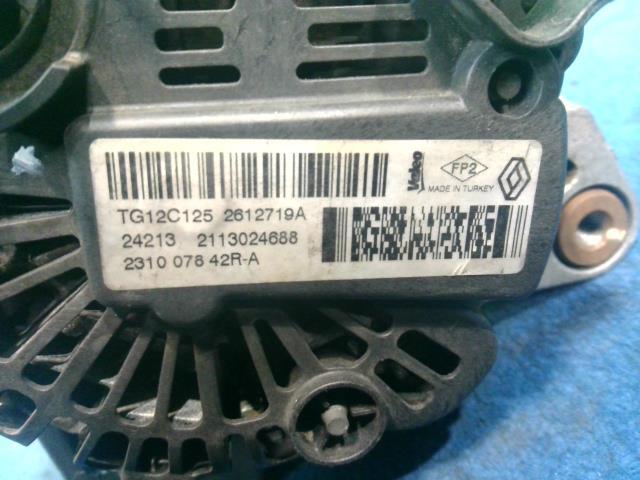 Valeo
FP2
MADE IN TURKEY
TG12C125 2612719A
24213 2113024688
2310 078 42R-A